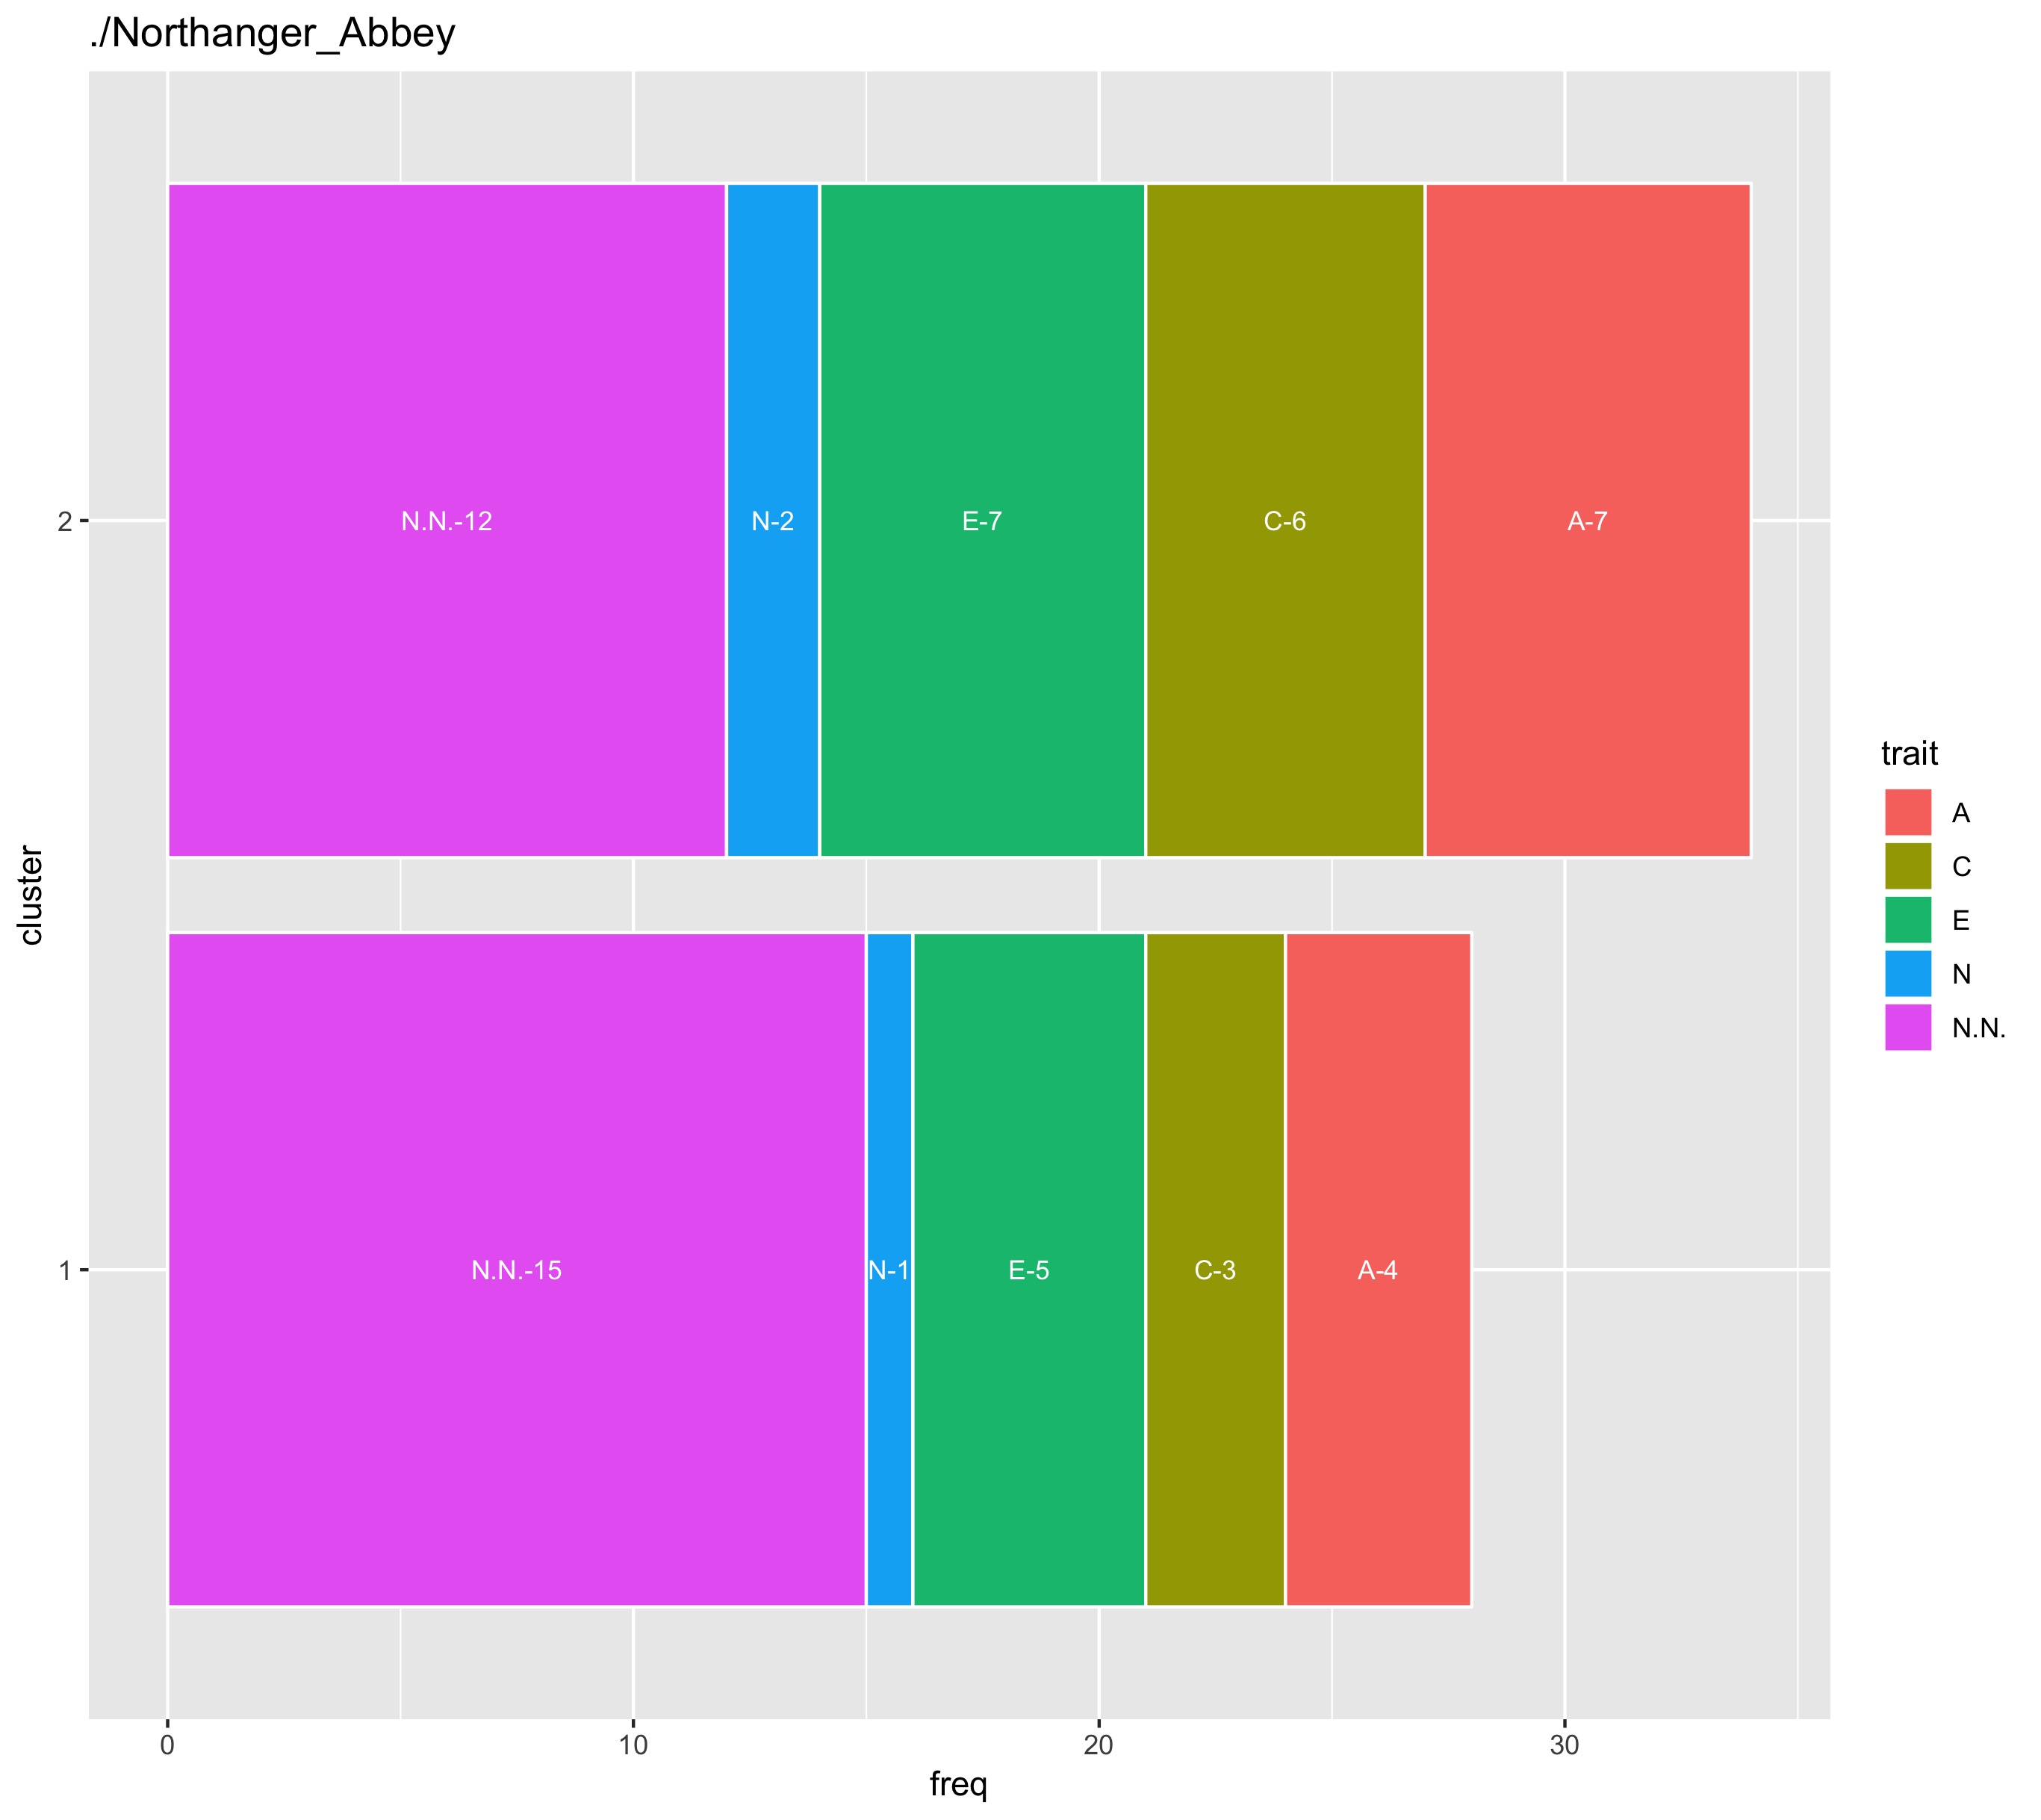 ./Northanger_Abbey
cluster
2
N.N.-12 N-2 E-7 C-6 A-7
1
N.N.-15 N-1 E-5 C-3 A-4
0 10 20 30
freq
trait
A
C
E
N
N.N.